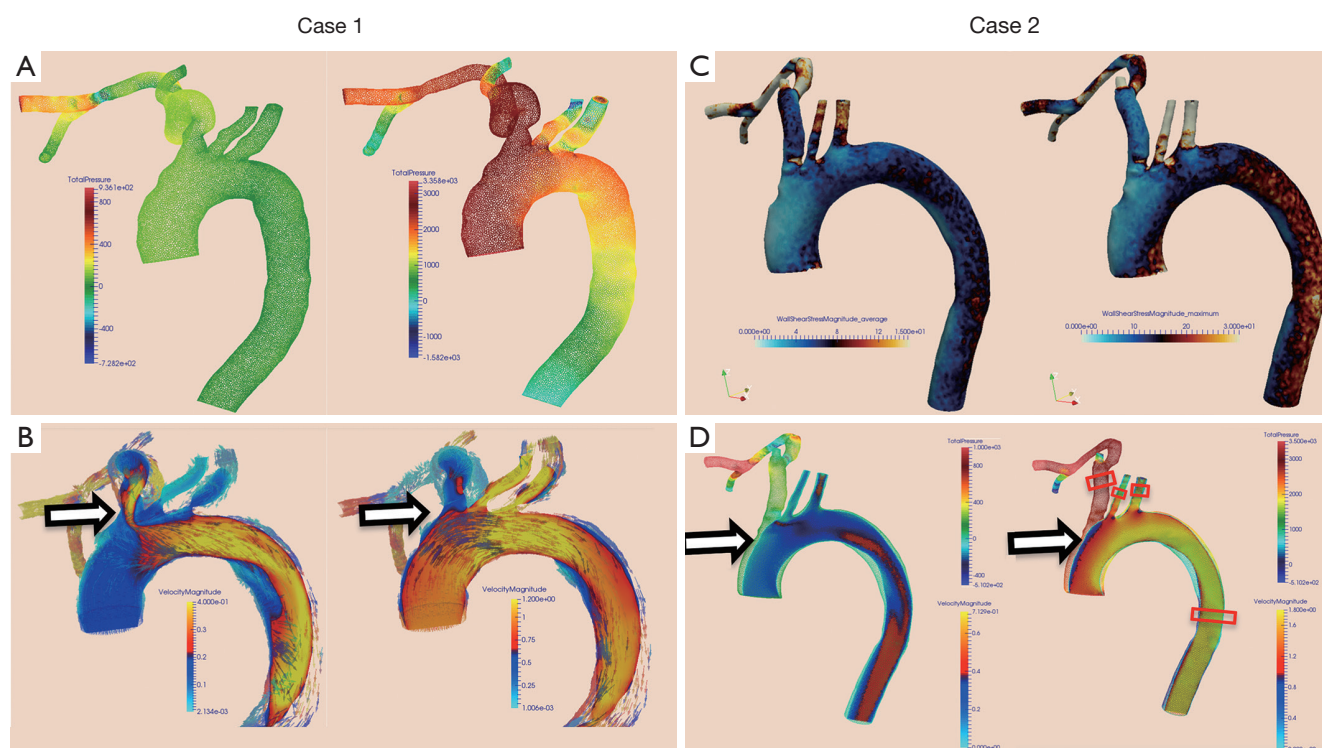 Case 1
Case 2
A
TotalPressure
9.361e+02
800
400
0
-400
-7.282e+02
TotalPressure
3.358e+03
3000
2000
1000
0
-1000
-1.582e+03
B
VelocityMagnitude
4.000e-01
0.3
0.2
0.1
2.134e-03
VelocityMagnitude
1.200e+00
1
0.75
0.5
0.25
1.006e-03
C
WallShearStressMagnitude_average
0.000e+00 4 8 12 1.500e+01
WallShearStressMagnitude_maximum
0.000e+00 10 20 3.000e+01
D
TotalPressure
1.000e+03
800
400
0
-400
-5.102e+02
VelocityMagnitude
7.129e-01
0.6
0.4
0.2
0.000e+00
TotalPressure
3.500e+03
3000
2000
1000
0
-5.102e+02
VelocityMagnitude
1.800e+00
1.6
1.2
0.8
0.4